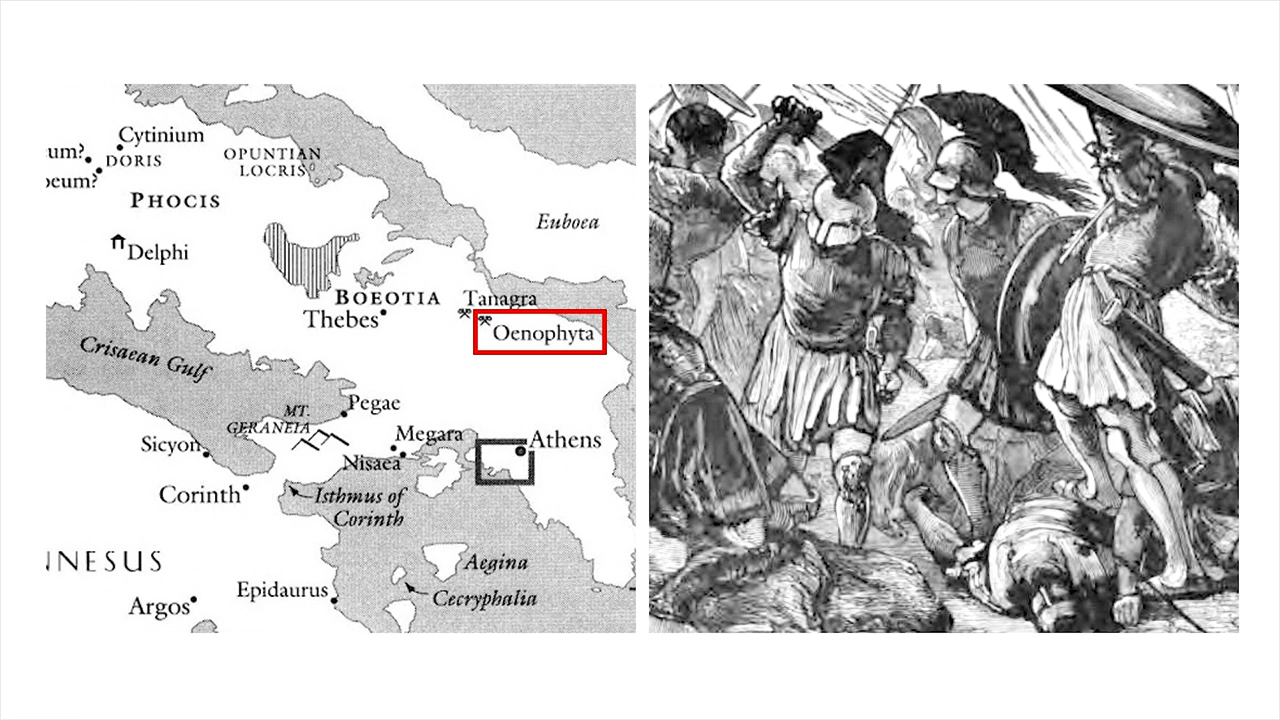 Cytinium
um?
DORIS
OPUNTIAN
LOCRIS
oeum?
PHOCIS
Euboea
Delphi
BOEOTIA
Tanagra
Thebes
Oenophyta
Crisaean Gulf
Pegae
MT.
GERANEIA
Megara
Athens
Sicyon
Nisaea
Corinth
Isthmus of
Corinth
NNESUS
Aegina
Epidaurus
Cecryphalia
Argos